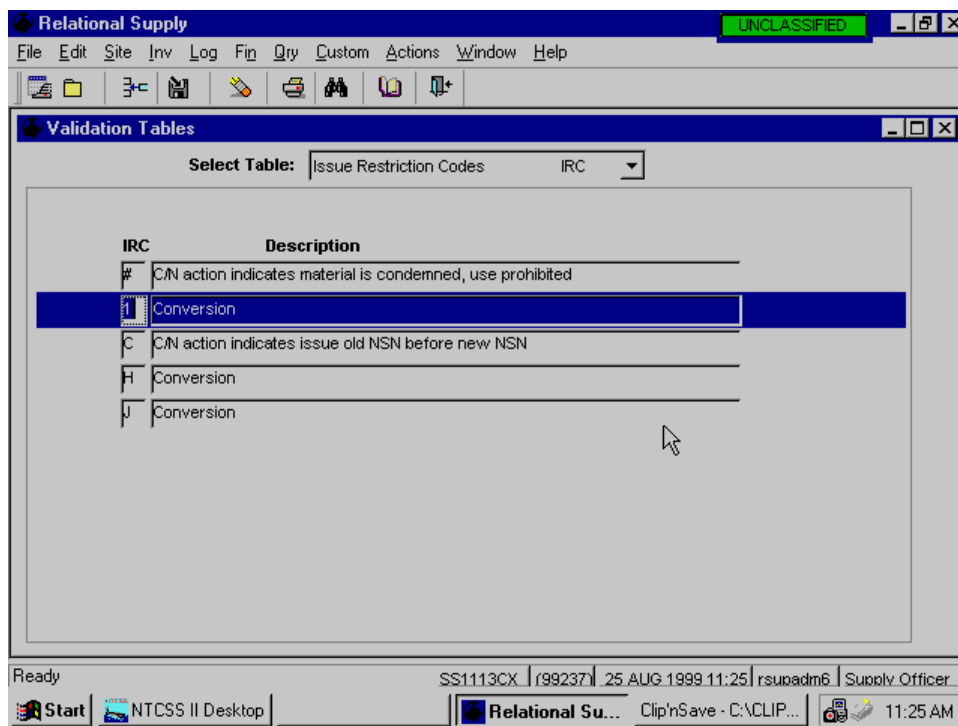 Relational Supply UNCLASSIFIED
File Edit Site Inv Log Fin Qry Custom Actions Window Help
Validation Tables
Select Table: Issue Restriction Codes IRC
IRC Description
# C/N action indicates material is condemned, use prohibited
1 Conversion
C C/N action indicates issue old NSN before new NSN
H Conversion
J Conversion
Ready SS1113CX (99237) 25 AUG 1999 11:25 rsupadm6 Supply Officer
Start NTCSS II Desktop Relational Su... Clip'nSave - C:\CLIP... 11:25 AM